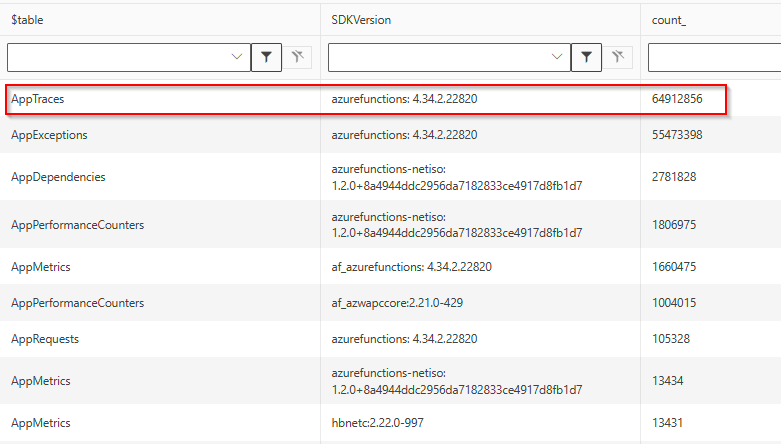 $table SDKVersion count_
AppTraces azurefunctions: 4.34.2.22820 64912856
AppExceptions azurefunctions: 4.34.2.22820 55473398
AppDependencies azurefunctions-netiso: 2781828
1.2.0+8a4944ddc2956da7182833ce4917d8fb1d7
AppPerformanceCounters azurefunctions-netiso: 1806975
1.2.0+8a4944ddc2956da7182833ce4917d8fb1d7
AppMetrics af_azurefunctions: 4.34.2.22820 1660475
AppPerformanceCounters af_azwapccore:2.21.0-429 1004015
AppRequests azurefunctions: 4.34.2.22820 105328
AppMetrics azurefunctions-netiso: 13434
1.2.0+8a4944ddc2956da7182833ce4917d8fb1d7
AppMetrics hbnetc:2.22.0-997 13431